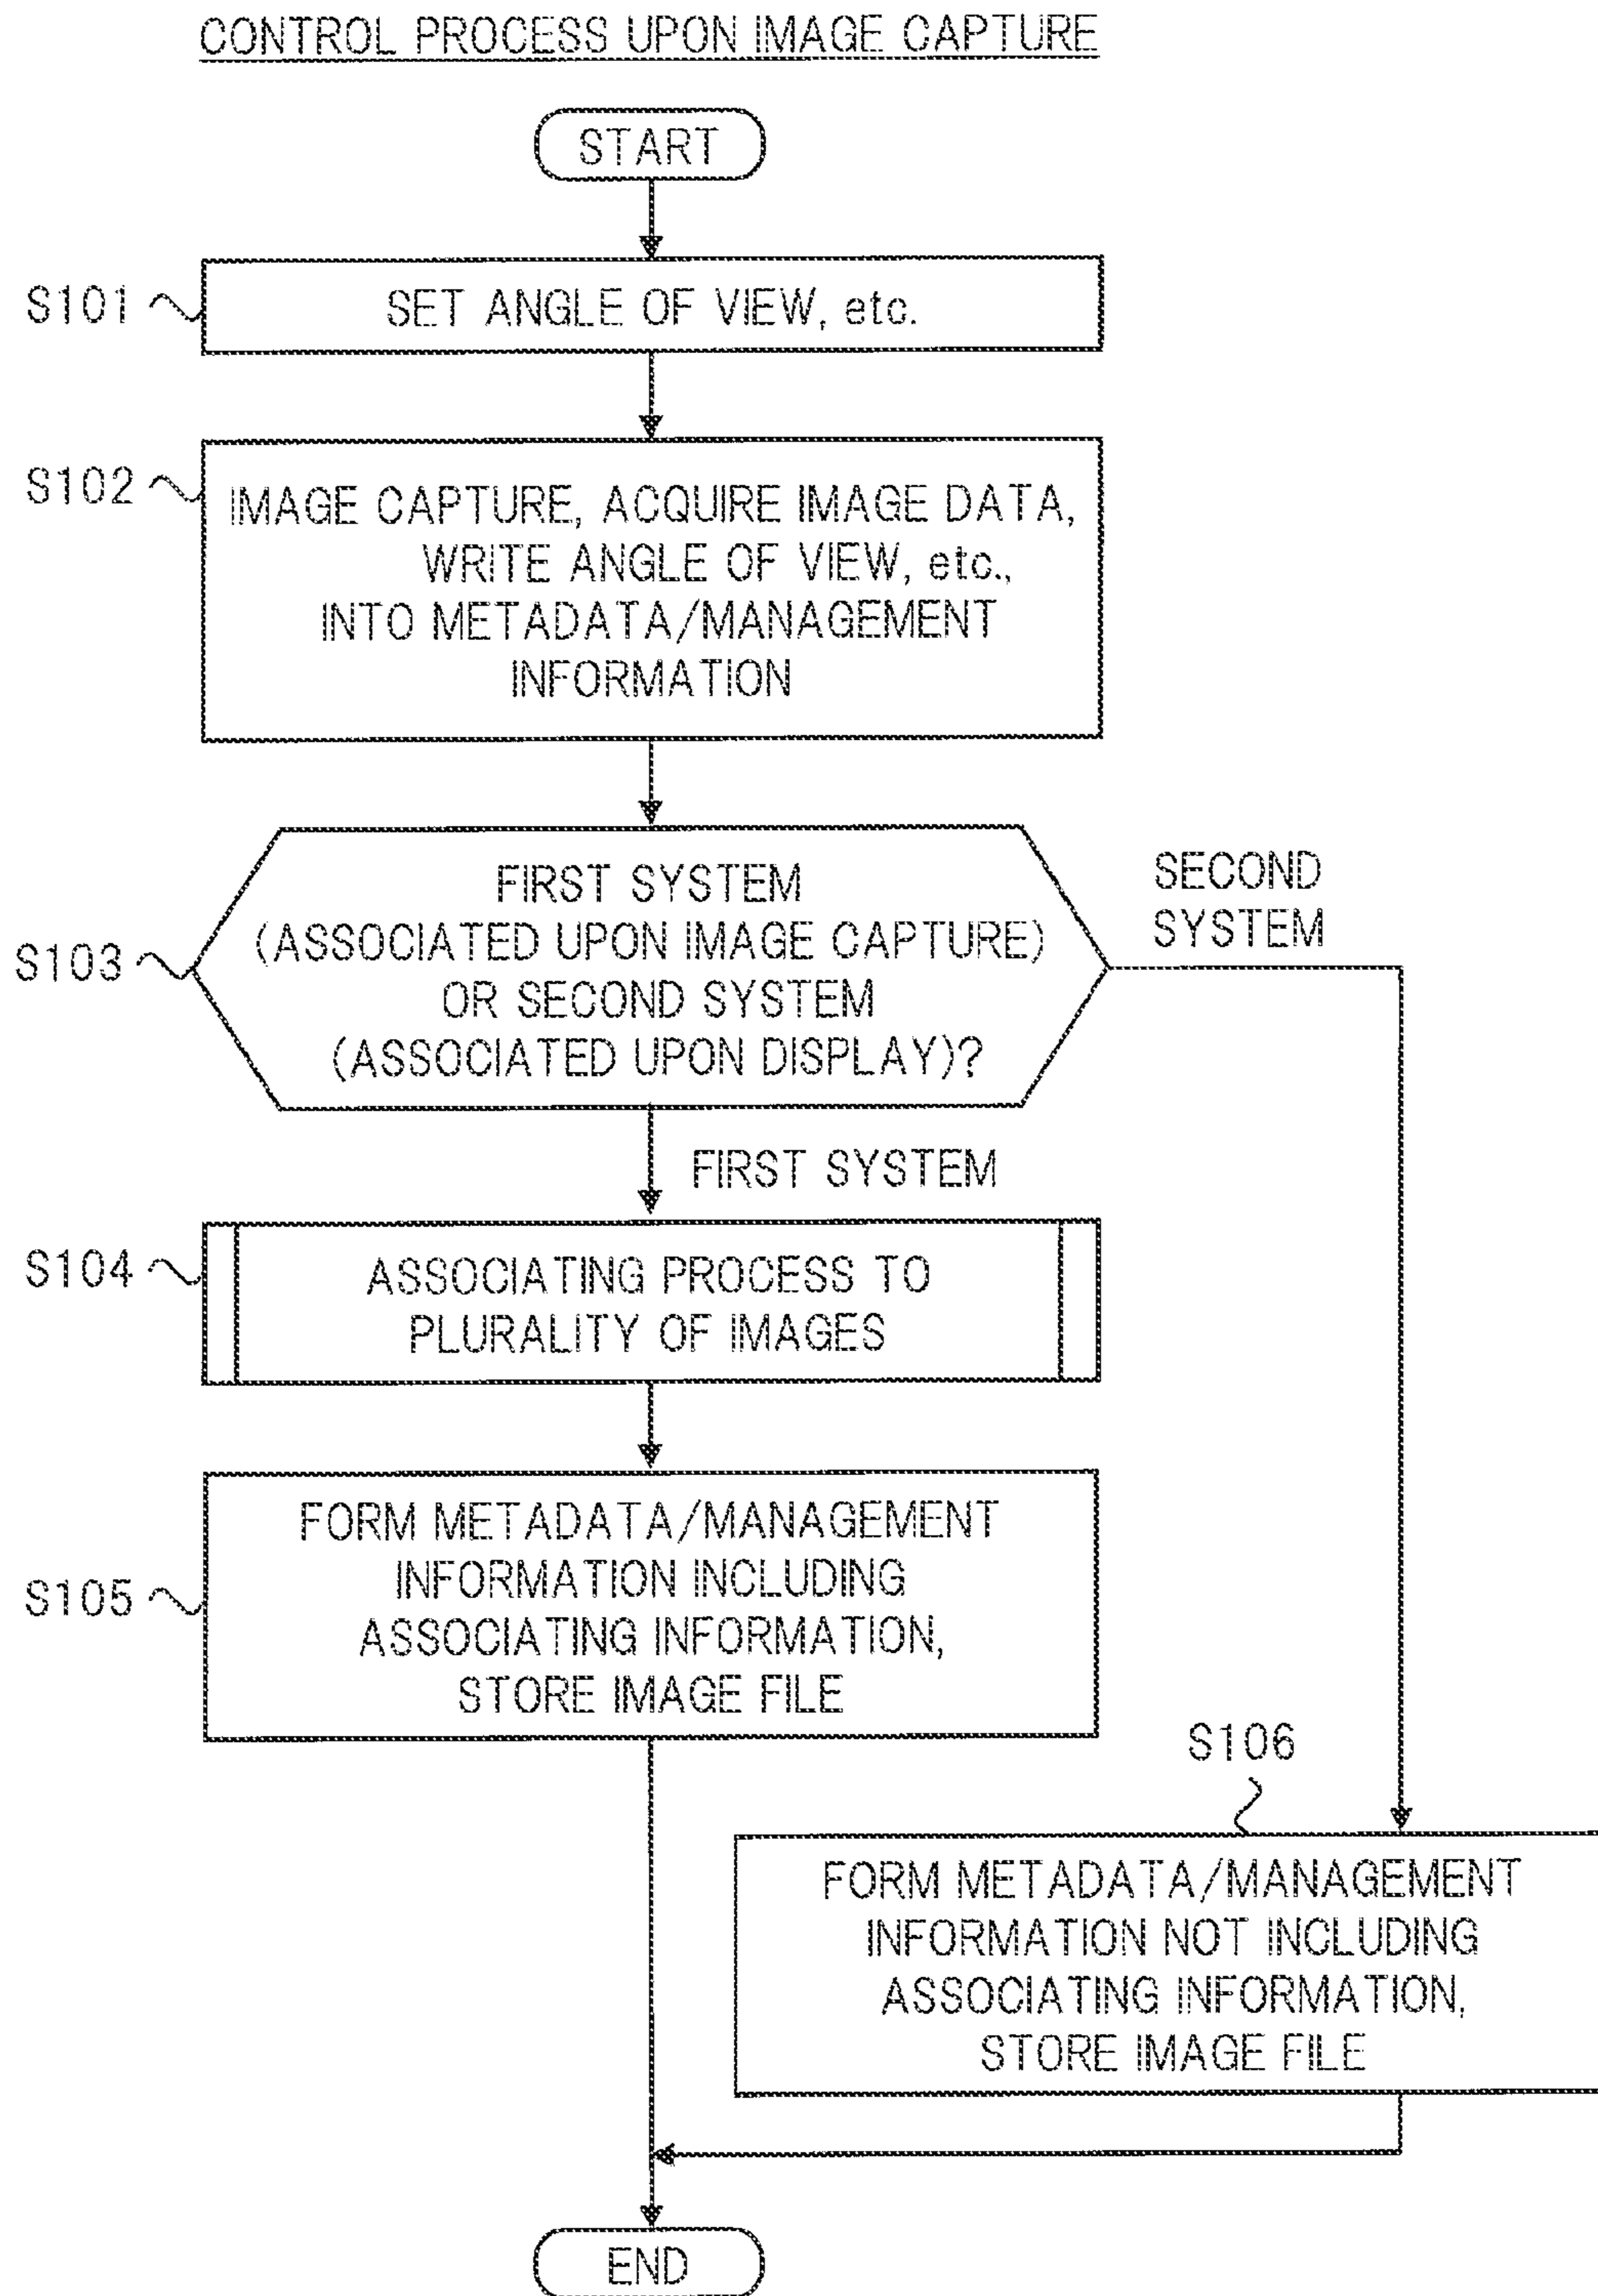 CONTROL PROCESS UPON IMAGE CAPTURE
START
S101
SET ANGLE OF VIEW, etc.
S102
IMAGE CAPTURE, ACQUIRE IMAGE DATA,
WRITE ANGLE OF VIEW, etc.,
INTO METADATA/MANAGEMENT
INFORMATION
S103
FIRST SYSTEM
(ASSOCIATED UPON IMAGE CAPTURE)
OR SECOND SYSTEM
(ASSOCIATED UPON DISPLAY)?
SECOND
SYSTEM
FIRST SYSTEM
S104
ASSOCIATING PROCESS TO
PLURALITY OF IMAGES
S105
FORM METADATA/MANAGEMENT
INFORMATION INCLUDING
ASSOCIATING INFORMATION,
STORE IMAGE FILE
S106
FORM METADATA/MANAGEMENT
INFORMATION NOT INCLUDING
ASSOCIATING INFORMATION,
STORE IMAGE FILE
END